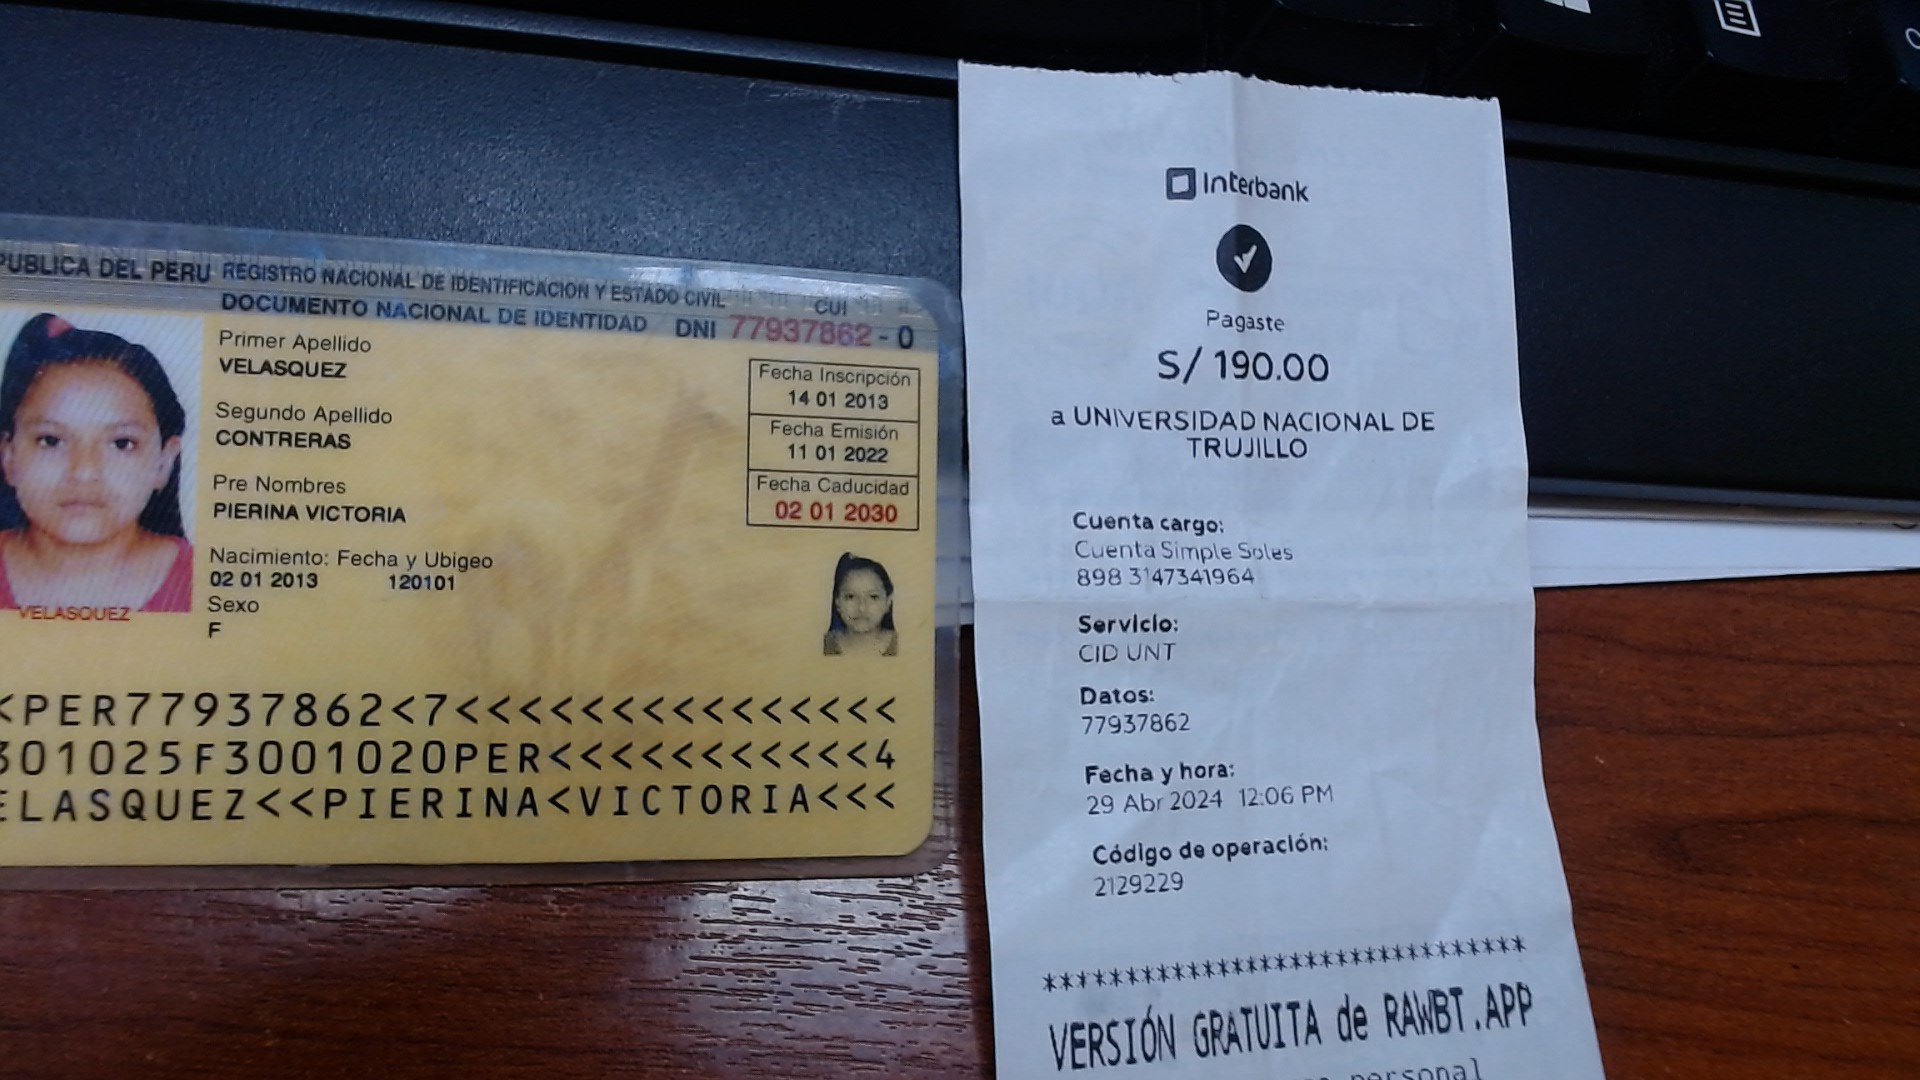 PUBLICA DEL PERU REGISTRO NACIONAL DE IDENTIFICACION Y ESTADO CIVIL
DOCUMENTO NACIONAL DE IDENTIDAD
CUI
DNI 77937862 - 0
Primer Apellido
VELASQUEZ
Segundo Apellido
CONTRERAS
Pre Nombres
PIERINA VICTORIA
Nacimiento: Fecha y Ubigeo
02 01 2013 120101
Sexo
F
Fecha Inscripción
14 01 2013
Fecha Emisión
11 01 2022
Fecha Caducidad
02 01 2030
VELASQUEZ
<PER77937862<7<<<<<<<<<<<<<<<
301025F3001020PER<<<<<<<<<<<4
ELASQUEZ<<PIERINA<VICTORIA<<<
Interbank
Pagaste
S/ 190.00
a UNIVERSIDAD NACIONAL DE
TRUJILLO
Cuenta cargo:
Cuenta Simple Soles
898 3147341964
Servicio:
CID UNT
Datos:
77937862
Fecha y hora:
29 Abr 2024 12:06 PM
Código de operación:
2129229
******************************
VERSIÓN GRATUITA de RAWBT.APP
personal